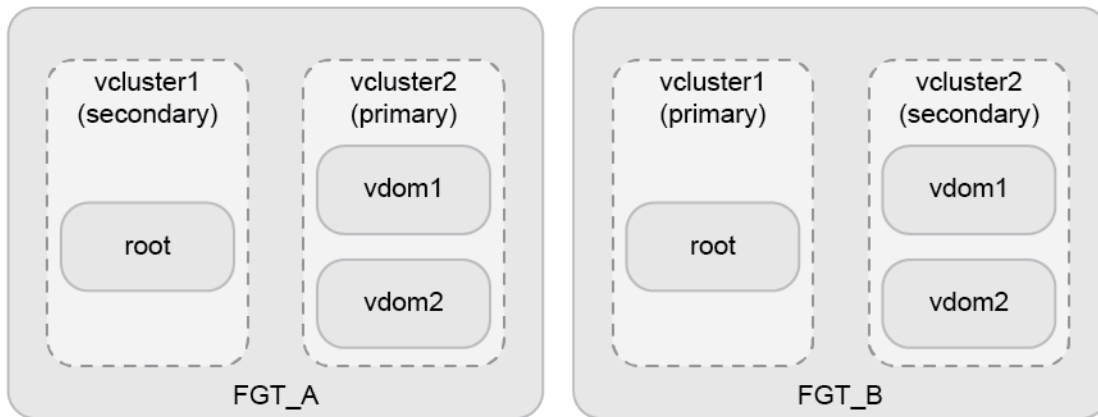 vcluster1
(secondary)
root
vcluster2
(primary)
vdom1
vdom2
FGT_A
vcluster1
(primary)
root
vcluster2
(secondary)
vdom1
vdom2
FGT_B